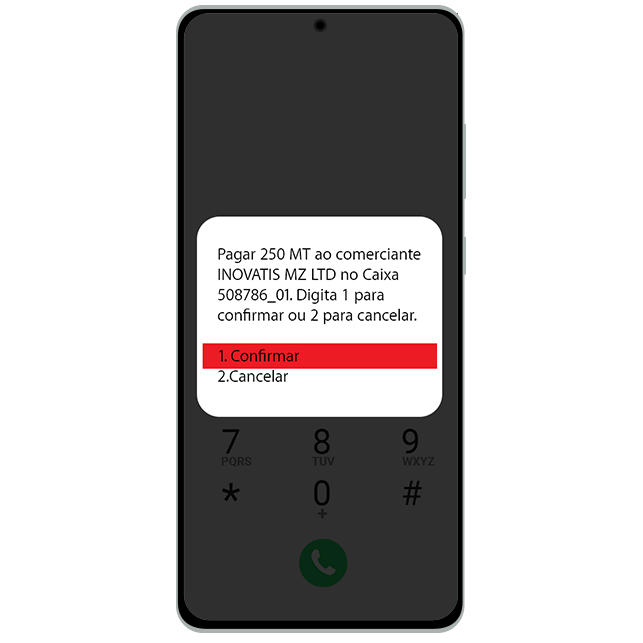 Pagar 250 MT ao comerciante
INOVATIS MZ LTD no Caixa
508786_01. Digita 1 para
confirmar ou 2 para cancelar.
1. Confirmar
2.Cancelar
7 8 9
PQRS TUV WXYZ
* 0 #
+